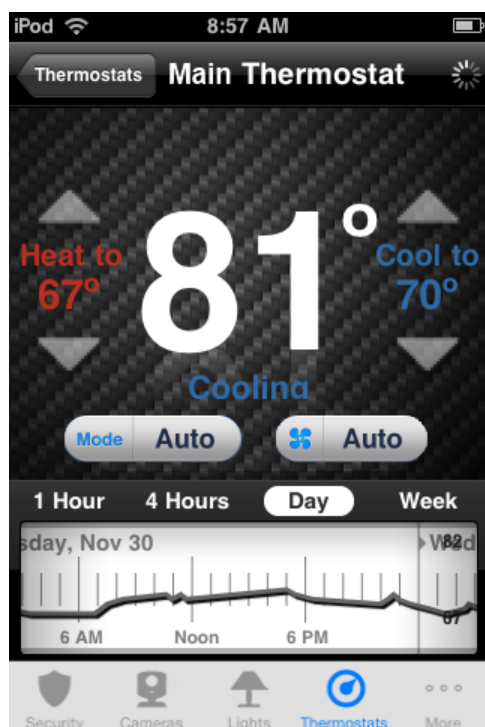 iPod 8:57 AM
Thermostats Main Thermostat
81°
Heat to
67°
Cool to
70°
Cooling
Mode Auto
Auto
1 Hour 4 Hours Day Week
sday, Nov 30 Wed
82
67
6 AM Noon 6 PM
Security Cameras Lights Thermostats More